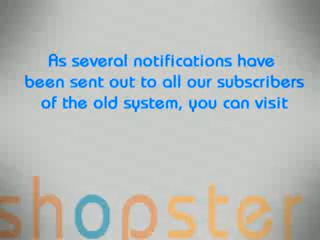 As several notifications have
been sent out to all our subscribers
of the old system, you can visit
shopster